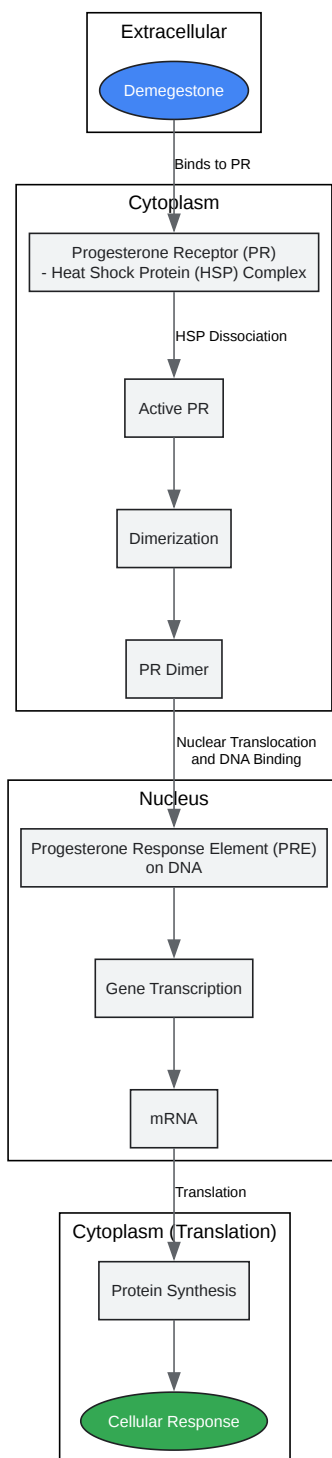 Extracellular
Demegestone
Binds to PR
Cytoplasm
Progesterone Receptor (PR)
- Heat Shock Protein (HSP) Complex
HSP Dissociation
Active PR
Dimerization
PR Dimer
Nuclear Translocation
and DNA Binding
Nucleus
Progesterone Response Element (PRE)
on DNA
Gene Transcription
mRNA
Translation
Cytoplasm (Translation)
Protein Synthesis
Cellular Response